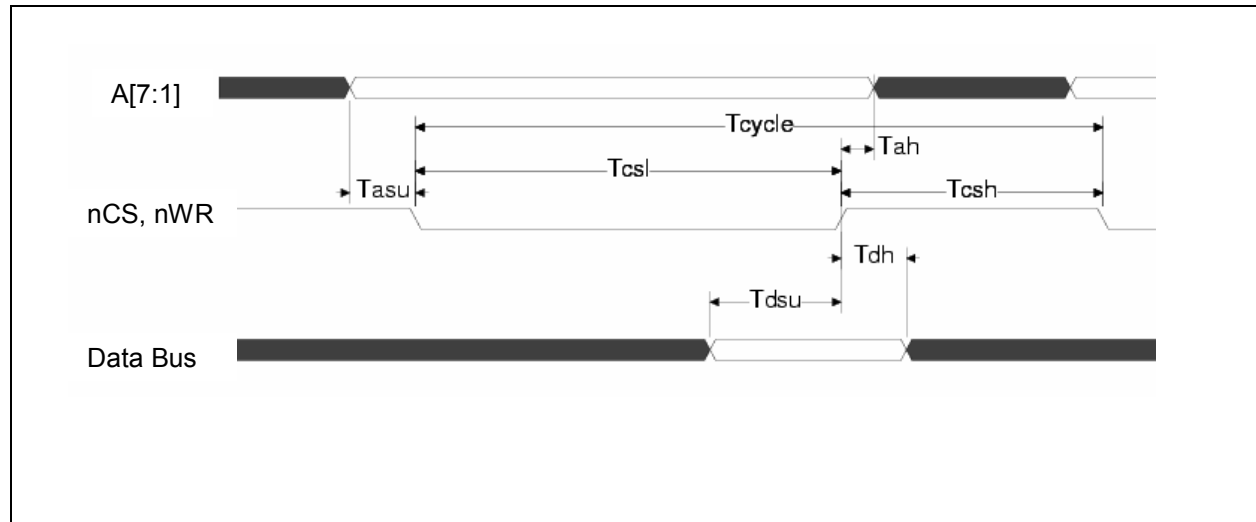 A[7:1]
Tcycle
Tah
Tcsl
Tasu
Tcsh
nCS, nWR
Tdh
Tdsu
Data Bus